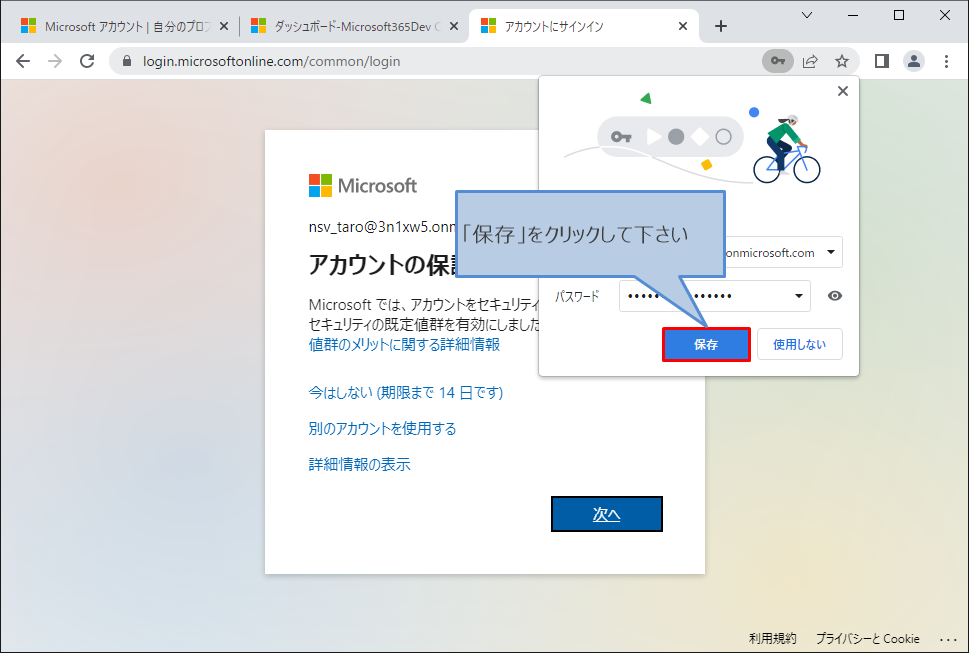 Microsoft アカウント | 自分のプロフ
ダッシュボード-Microsoft365Dev
アカウントにサインイン
login.microsoftonline.com/common/login
Microsoft
nsv_taro@3n1xw5.onm
アカウントの保護
Microsoft では、アカウントをセキュリティ
セキュリティの既定値群を有効にしました
値群のメリットに関する詳細情報
今はしない (期限まで 14 日です)
別のアカウントを使用する
詳細情報の表示
次へ
「保存」をクリックして下さい
onmicrosoft.com
パスワード
保存
使用しない
利用規約
プライバシーと Cookie